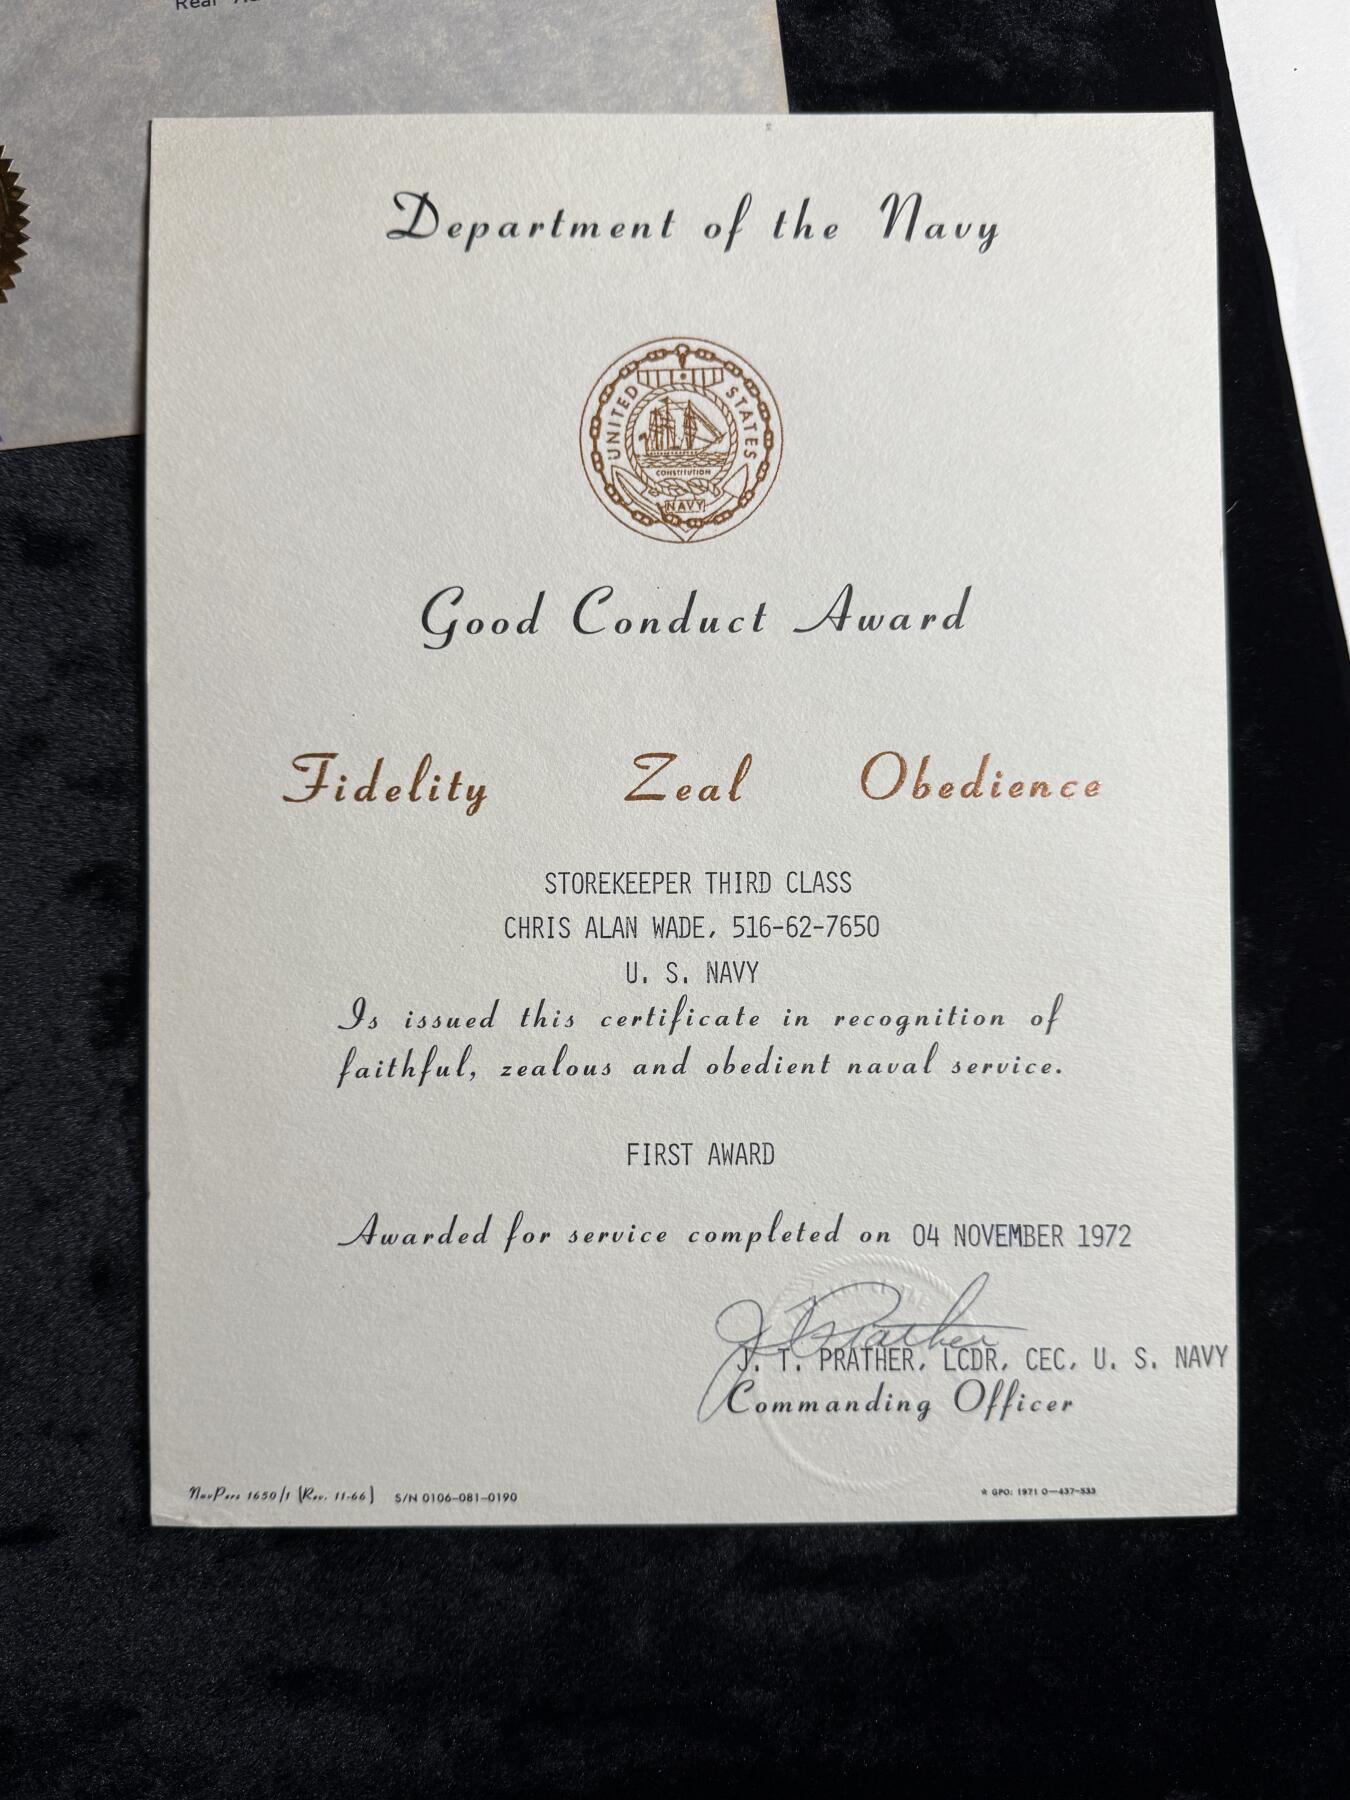 Rear
Department of the Navy
UNITED STATES
CONSTITUTION
NAVY
Good Conduct Award
Fidelity Zeal Obedience
STOREKEEPER THIRD CLASS
CHRIS ALAN WADE, 516-62-7650
U. S. NAVY
Is issued this certificate in recognition of
faithful, zealous and obedient naval service.
FIRST AWARD
Awarded for service completed on 04 NOVEMBER 1972
J. T. Prather
J. T. PRATHER, LCDR, CEC, U. S. NAVY
Commanding Officer
NavPers 1650/1 (Rev. 11-66) S/N 0106-081-0190
☆ GPO: 1971 O—437-533